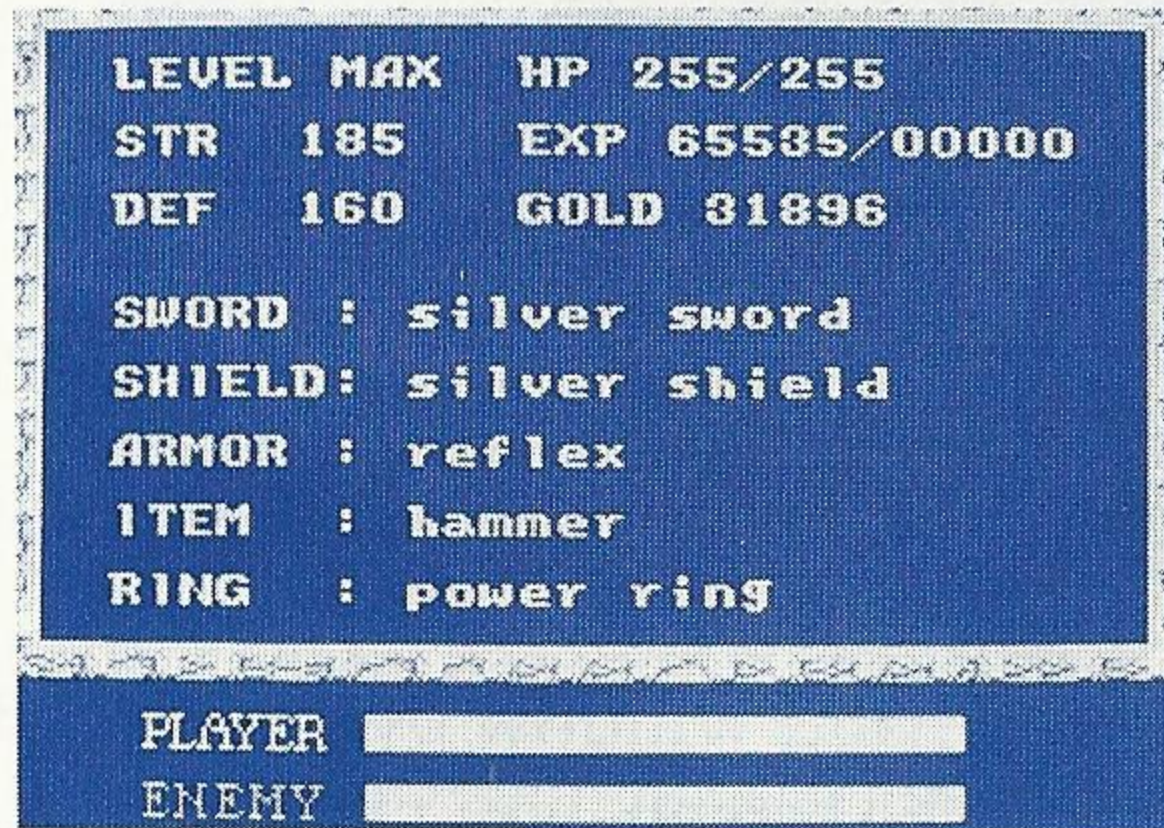 LEVEL MAX HP 255/255
STR 185 EXP 65535/00000
DEF 160 GOLD 31896
SWORD : silver sword
SHIELD: silver shield
ARMOR : reflex
ITEM : hammer
RING : power ring
PLAYER
ENEMY